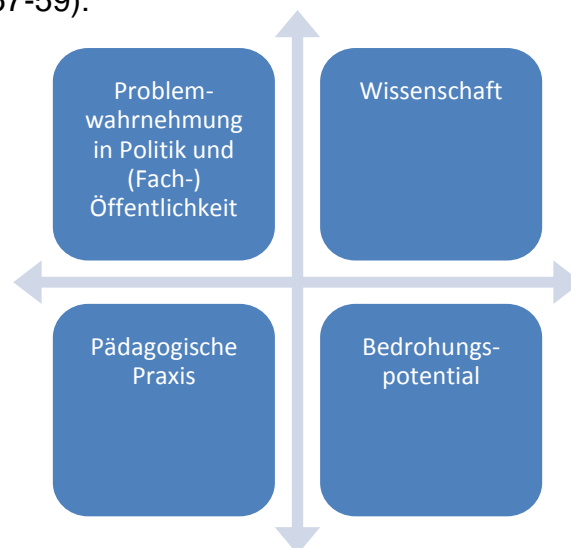 57-59).
Problem-
wahrnehmung
in Politik und
(Fach-)
Öffentlichkeit
Wissenschaft
Pädagogische
Praxis
Bedrohungs-
potential